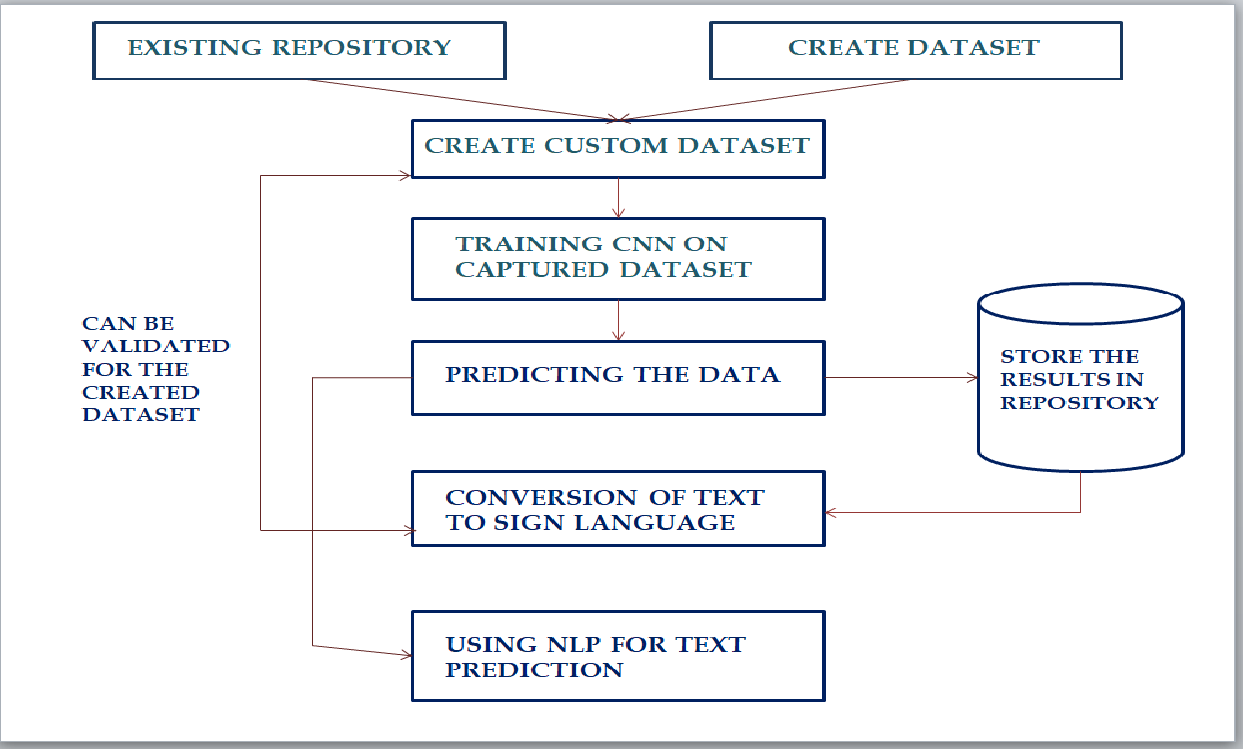 EXISTING REPOSITORY
CREATE DATASET
CREATE CUSTOM DATASET
TRAINING CNN ON
CAPTURED DATASET
CAN BE
VALIDATED
FOR THE
CREATED
DATASET
PREDICTING THE DATA
STORE THE
RESULTS IN
REPOSITORY
CONVERSION OF TEXT
TO SIGN LANGUAGE
USING NLP FOR TEXT
PREDICTION